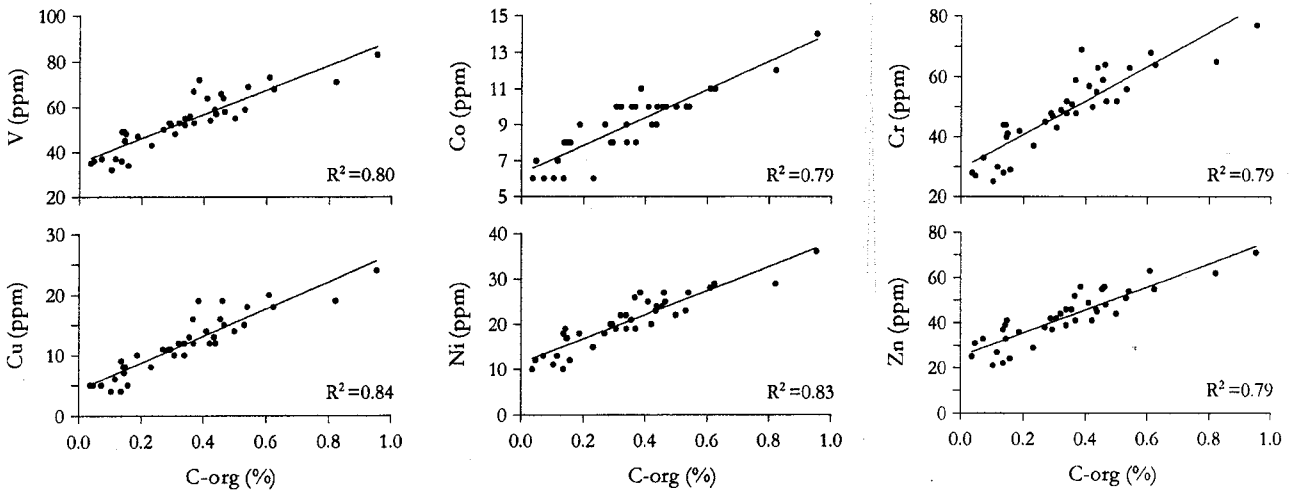 100
80
60
40
20
V (ppm)
R²=0.80
15
13
11
9
7
5
Co (ppm)
R²=0.79
80
60
40
20
Cr (ppm)
R²=0.79
40
30
20
10
0
Cu (ppm)
R²=0.84
0.0 0.2 0.4 0.6 0.8 1.0
C-org (%)
40
30
20
10
0
Ni (ppm)
R²=0.83
0.0 0.2 0.4 0.6 0.8 1.0
C-org (%)
80
60
40
20
0
Zn (ppm)
R²=0.79
0.0 0.2 0.4 0.6 0.8 1.0
C-org (%)